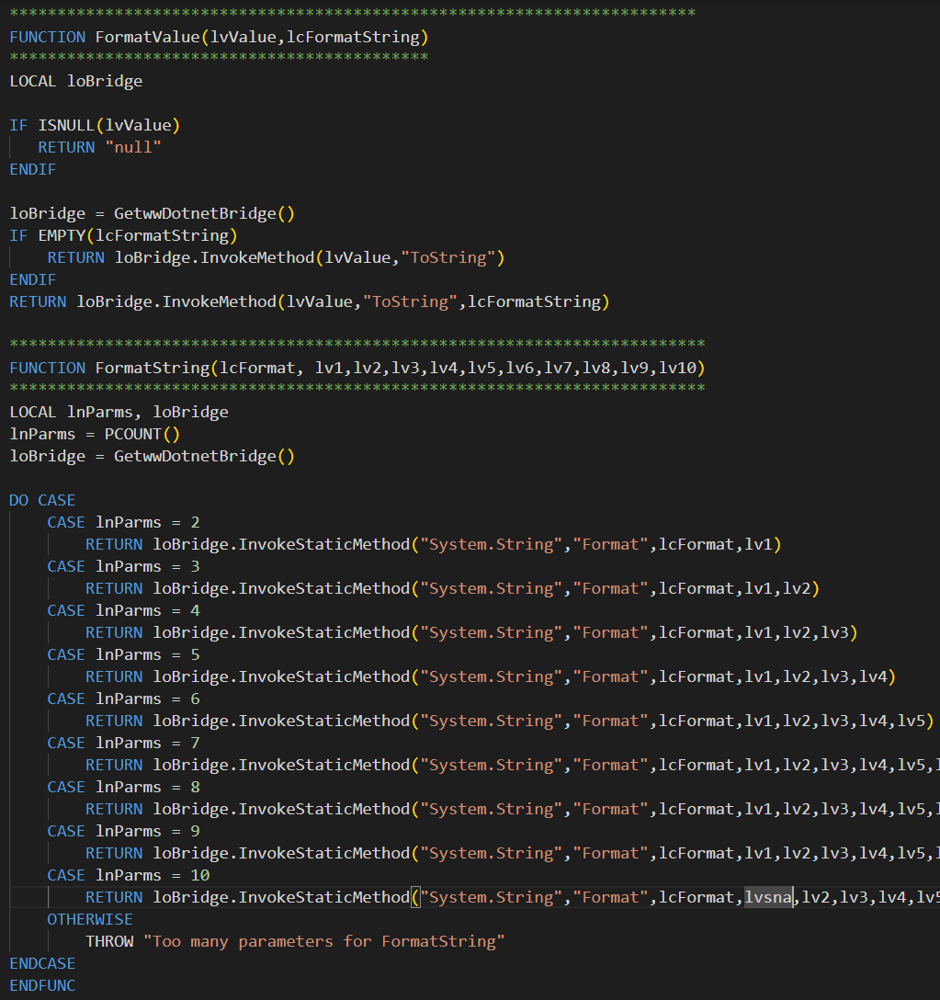 ************************************************************************
FUNCTION FormatValue(lvValue,lcFormatString)
********************************************
LOCAL loBridge
IF ISNULL(lvValue)
RETURN "null"
ENDIF
loBridge = GetwwDotnetBridge()
IF EMPTY(lcFormatString)
RETURN loBridge.InvokeMethod(lvValue,"ToString")
ENDIF
RETURN loBridge.InvokeMethod(lvValue,"ToString",lcFormatString)
*************************************************************************
FUNCTION FormatString(lcFormat, lv1,lv2,lv3,lv4,lv5,lv6,lv7,lv8,lv9,lv10)
*************************************************************************
LOCAL lnParms, loBridge
lnParms = PCOUNT()
loBridge = GetwwDotnetBridge()
DO CASE
CASE lnParms = 2
RETURN loBridge.InvokeStaticMethod("System.String","Format",lcFormat,lv1)
CASE lnParms = 3
RETURN loBridge.InvokeStaticMethod("System.String","Format",lcFormat,lv1,lv2)
CASE lnParms = 4
RETURN loBridge.InvokeStaticMethod("System.String","Format",lcFormat,lv1,lv2,lv3)
CASE lnParms = 5
RETURN loBridge.InvokeStaticMethod("System.String","Format",lcFormat,lv1,lv2,lv3,lv4)
CASE lnParms = 6
RETURN loBridge.InvokeStaticMethod("System.String","Format",lcFormat,lv1,lv2,lv3,lv4,lv5)
CASE lnParms = 7
RETURN loBridge.InvokeStaticMethod("System.String","Format",lcFormat,lv1,lv2,lv3,lv4,lv5,l
CASE lnParms = 8
RETURN loBridge.InvokeStaticMethod("System.String","Format",lcFormat,lv1,lv2,lv3,lv4,lv5,l
CASE lnParms = 9
RETURN loBridge.InvokeStaticMethod("System.String","Format",lcFormat,lv1,lv2,lv3,lv4,lv5,l
CASE lnParms = 10
RETURN loBridge.InvokeStaticMethod("System.String","Format",lcFormat,lvsna,lv2,lv3,lv4,lv5
OTHERWISE
THROW "Too many parameters for FormatString"
ENDCASE
ENDFUNC